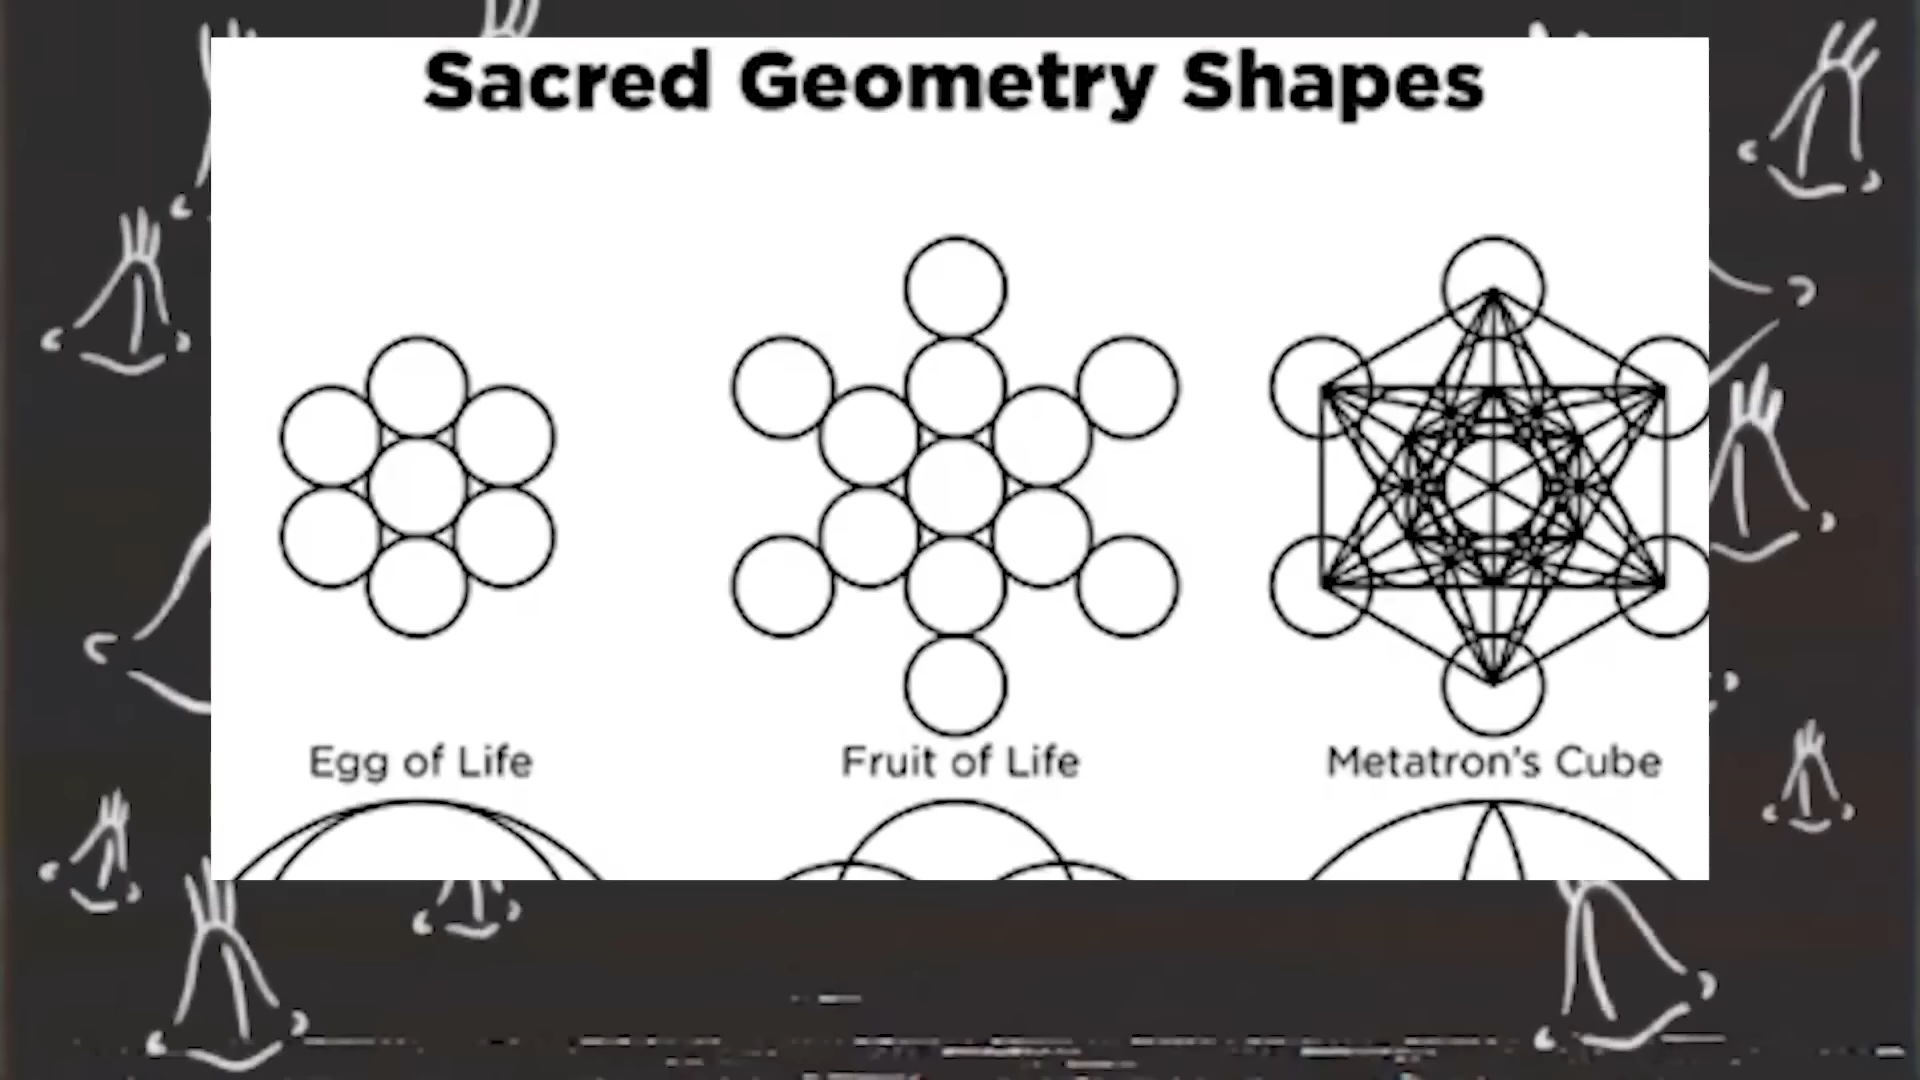 Sacred Geometry Shapes
Egg of Life
Fruit of Life
Metatron's Cube